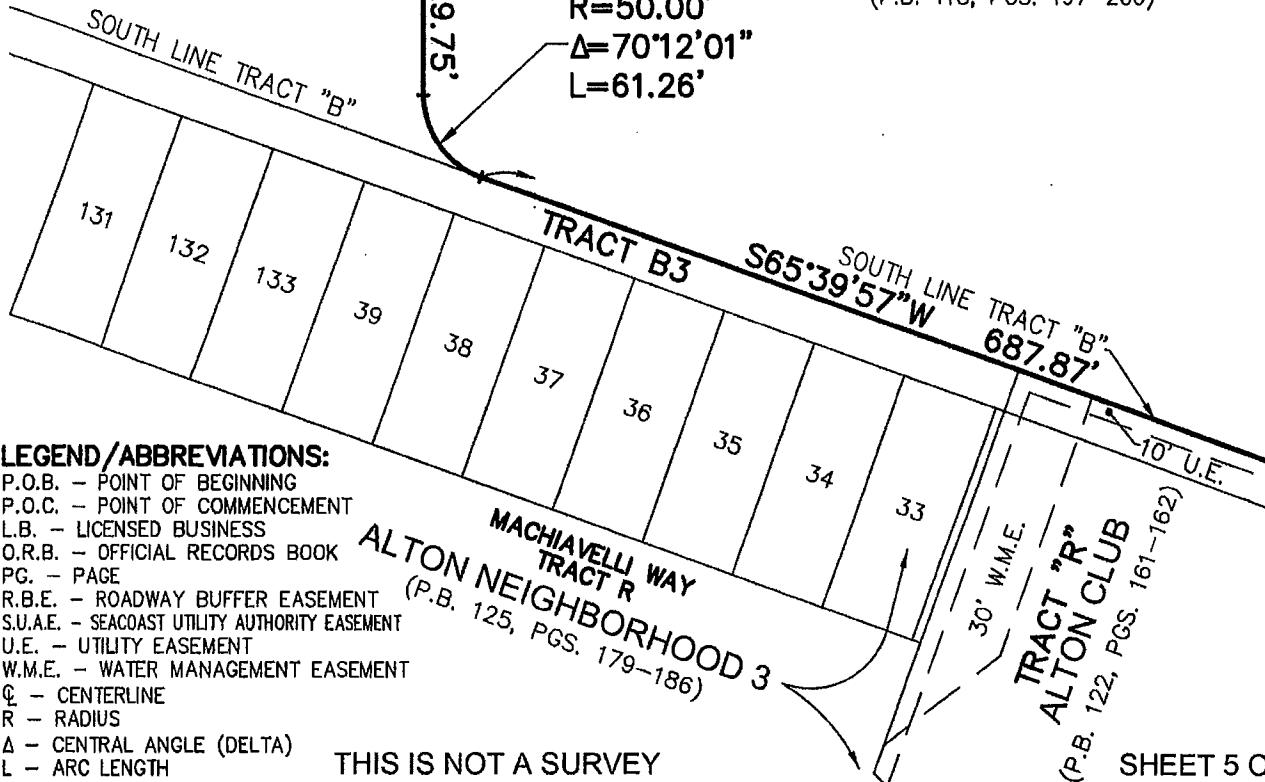 9.75'
R=50.00'
Δ=70°12'01"
L=61.26'
SOUTH LINE TRACT "B"
TRACT B3
S65°39'57"W
687.87'
SOUTH LINE TRACT "B"
131
132
133
39
38
37
36
35
34
33
10' U.E.
30' W.M.E.
TRACT "R"
ALTON CLUB
(P.B. 122, PGS. 161-162)
MACHIAVELLI WAY
TRACT R
ALTON NEIGHBORHOOD 3
(P.B. 125, PGS. 179-186)
LEGEND/ABBREVIATIONS:
P.O.B. - POINT OF BEGINNING
P.O.C. - POINT OF COMMENCEMENT
L.B. - LICENSED BUSINESS
O.R.B. - OFFICIAL RECORDS BOOK
PG. - PAGE
R.B.E. - ROADWAY BUFFER EASEMENT
S.U.A.E. - SEACOAST UTILITY AUTHORITY EASEMENT
U.E. - UTILITY EASEMENT
W.M.E. - WATER MANAGEMENT EASEMENT
℄ - CENTERLINE
R - RADIUS
Δ - CENTRAL ANGLE (DELTA)
L - ARC LENGTH
THIS IS NOT A SURVEY
SHEET 5 O